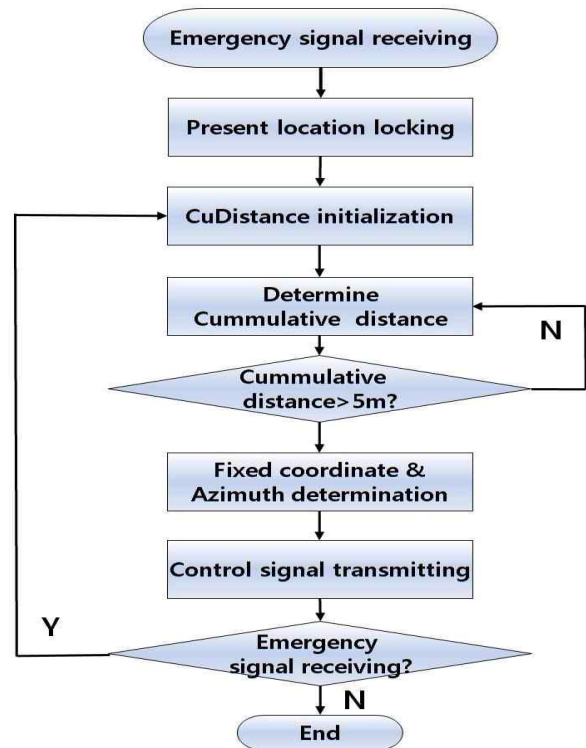 Emergency signal receiving
Present location locking
CuDistance initialization
Determine
Cummulative distance
N
Cummulative
distance>5m?
Fixed coordinate &
Azimuth determination
Control signal transmitting
Y
Emergency
signal receiving?
N
End